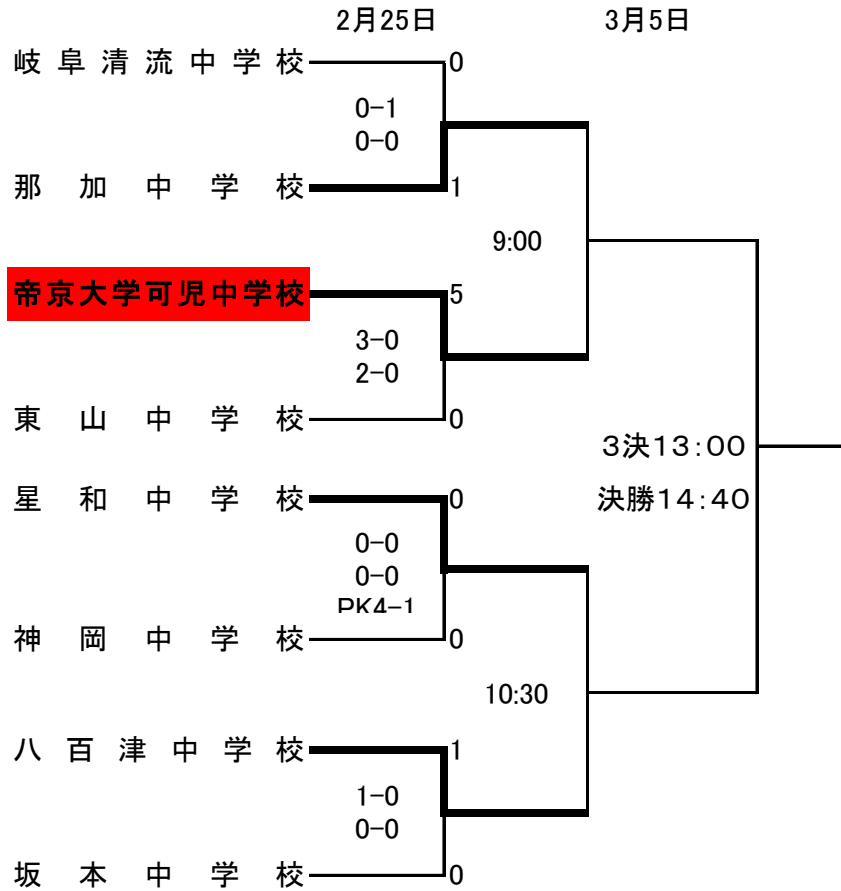 2月25日 3月5日
岐阜清流中学校 0
0-1
0-0
那加中学校 1
9:00
帝京大学可児中学校 5
3-0
2-0
東山中学校 0
3決13:00
星和中学校 0
決勝14:40
0-0
0-0
PK4-1
神岡中学校 0
10:30
八百津中学校 1
1-0
0-0
坂本中学校 0